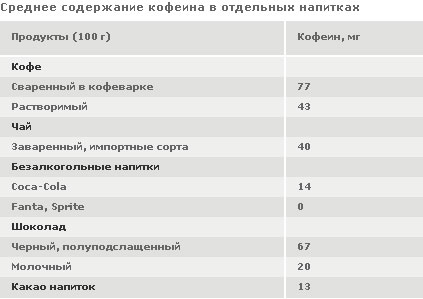 Среднее содержание кофеина в отдельных напитках
Продукты (100 г) Кофеин, мг
Кофе
Сваренный в кофеварке 77
Растворимый 43
Чай
Заваренный, импортные сорта 40
Безалкогольные напитки
Coca-Cola 14
Fanta, Sprite 0
Шоколад
Черный, полуподслащенный 67
Молочный 20
Какао напиток 13